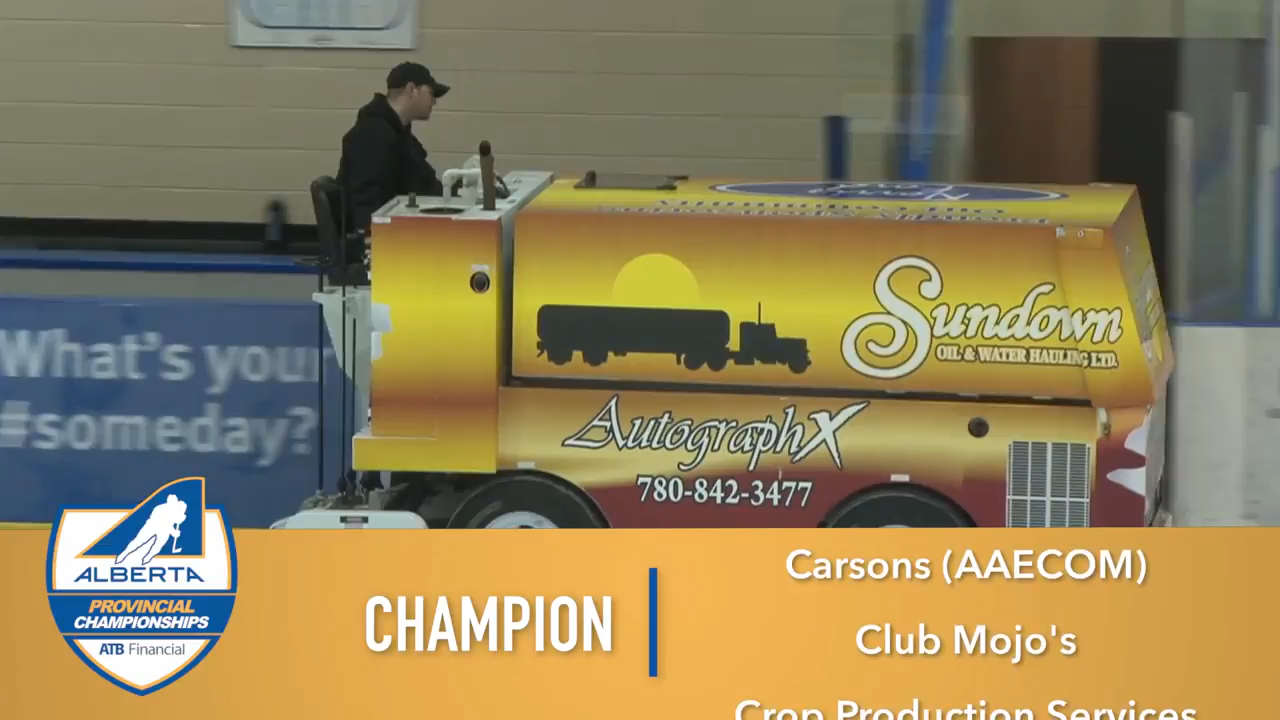 Sundown
OIL & WATER HAULING LTD.
AutographX
780-842-3477
What's your
#someday?
ALBERTA
PROVINCIAL
CHAMPIONSHIPS
ATB Financial
CHAMPION
Carsons (AAECOM)
Club Mojo's
Crop Production Services